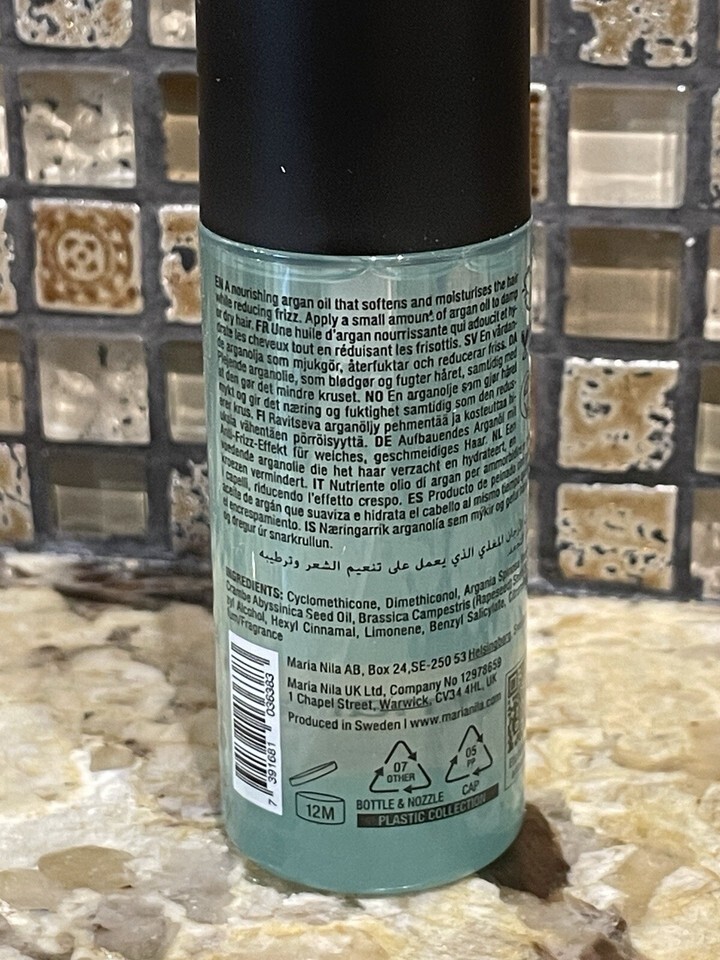 EN A nourishing argan oil that softens and moisturises the hair
while reducing frizz. Apply a small amount of argan oil to damp
or dry hair. FR Une huile d'argan nourrissante qui adoucit et hy-
drate les cheveux tout en réduisant les frisottis. SV En vårdan-
de arganolja som mjukgör, återfuktar och reducerar friss. DA
Plejende arganolie, som blødgør og fugter håret, samtidig med
at den gør det mindre kruset. NO En arganolje som gjør håret
mykt og gir det næring og fuktighet samtidig som den redus-
erer krus. FI Ravitseva arganöljy pehmentää ja kosteuttaa hi-
uksia vähentäen pörröisyyttä. DE Aufbauendes Arganöl mit
Anti-Frizz-Effekt für weiches, geschmeidiges Haar. NL Een
voedende arganolie die het haar verzacht en hydrateert, en
kroezen vermindert. IT Nutriente olio di argan per ammorbidire
i capelli, riducendo l'effetto crespo. ES Producto de peinado
aceite de argán que suaviza e hidrata el cabello al mismo tiempo
el encrespamiento. IS Næringarrík arganolía sem mýkir og gefur
og dregur úr snarkrullun.
المغذي الذي يعمل على تنعيم الشعر وترطيبه
INGREDIENTS: Cyclomethicone, Dimethiconol, Argania Spinosa
Crambe Abyssinica Seed Oil, Brassica Campestris (Rapeseed
Alcohol, Hexyl Cinnamal, Limonene, Benzyl Salicylate,
Fragrance
Maria Nila AB, Box 24, SE-250 53 Helsingborg,
Maria Nila UK Ltd, Company No 12978659
1 Chapel Street, Warwick, CV34 4HL, UK
Produced in Sweden | www.marianila.com
7 391681 036383
12M
07
OTHER
BOTTLE & NOZZLE
05
PP
CAP
PLASTIC COLLECTION